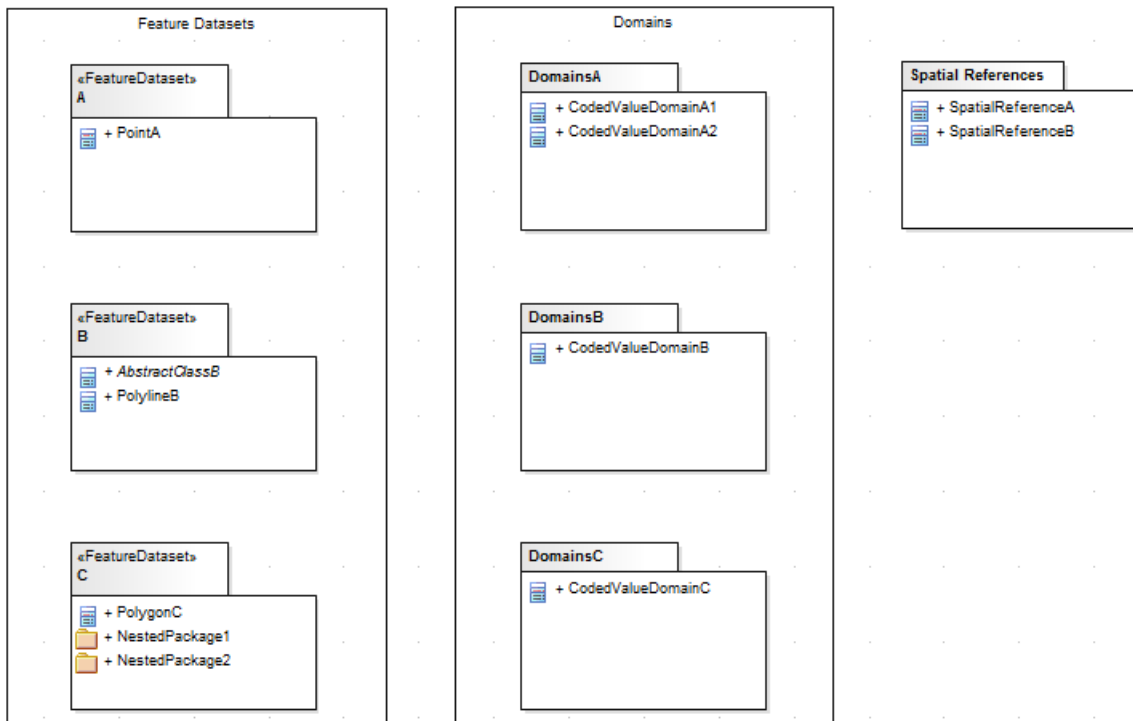 Feature Datasets
«FeatureDataset»
A
+ PointA
«FeatureDataset»
B
+ AbstractClassB
+ PolylineB
«FeatureDataset»
C
+ PolygonC
+ NestedPackage1
+ NestedPackage2
Domains
DomainsA
+ CodedValueDomainA1
+ CodedValueDomainA2
DomainsB
+ CodedValueDomainB
DomainsC
+ CodedValueDomainC
Spatial References
+ SpatialReferenceA
+ SpatialReferenceB